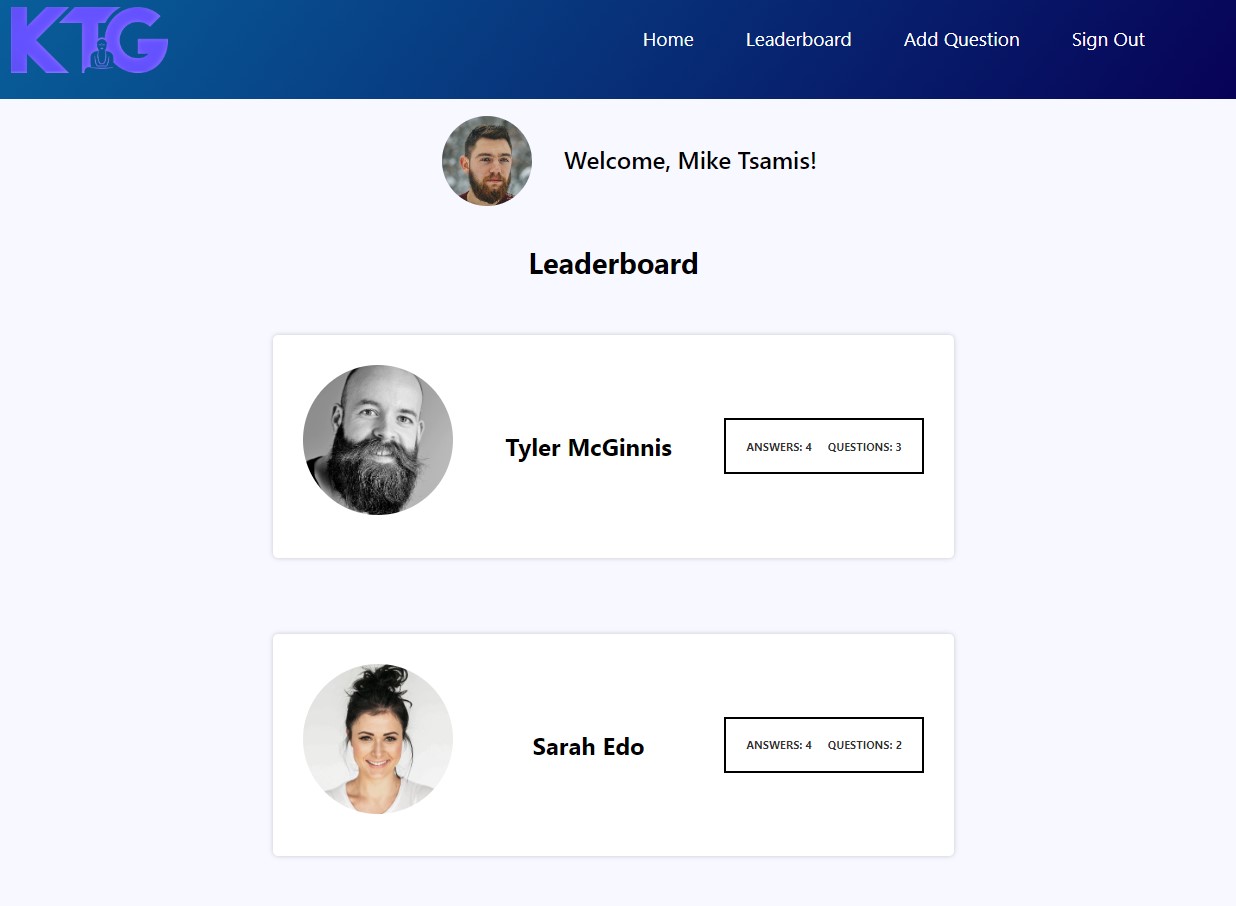 KTG
Home Leaderboard Add Question Sign Out
Welcome, Mike Tsamis!
Leaderboard
Tyler McGinnis
ANSWERS: 4 QUESTIONS: 3
Sarah Edo
ANSWERS: 4 QUESTIONS: 2